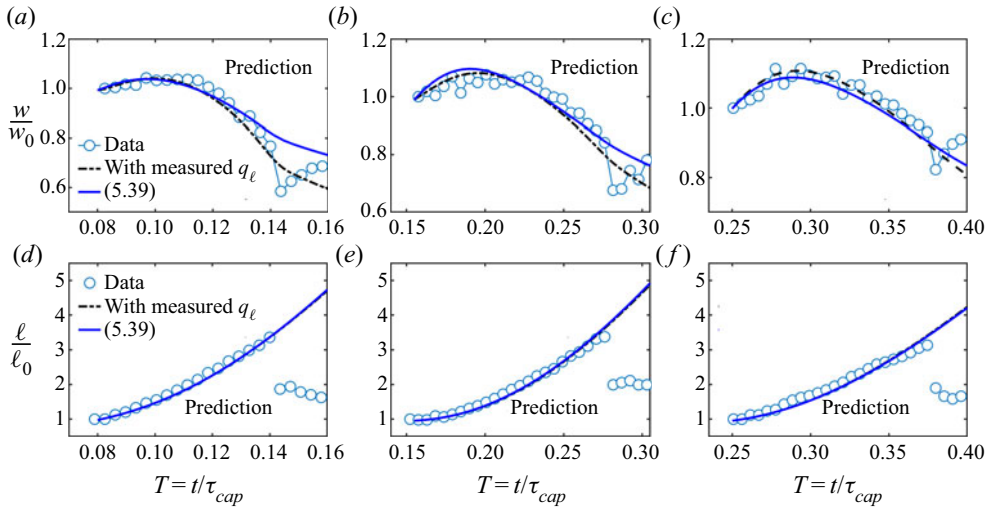 (a) (b) (c)
1.2 1.2 1.2
Prediction Prediction Prediction
w/w0 1.0 1.0 1.0
0.8 0.8 0.8
0.6 0.6
Data
With measured qℓ
(5.39)
0.08 0.10 0.12 0.14 0.16 0.15 0.20 0.25 0.30 0.25 0.30 0.35 0.40
(d) (e) (f)
5 5 5
4 4 4
3 3 3
2 2 2
1 1 1
ℓ/ℓ0
Data
With measured qℓ
(5.39)
Prediction Prediction Prediction
0.08 0.10 0.12 0.14 0.16 0.15 0.20 0.25 0.30 0.25 0.30 0.35 0.40
T = t/τcap T = t/τcap T = t/τcap